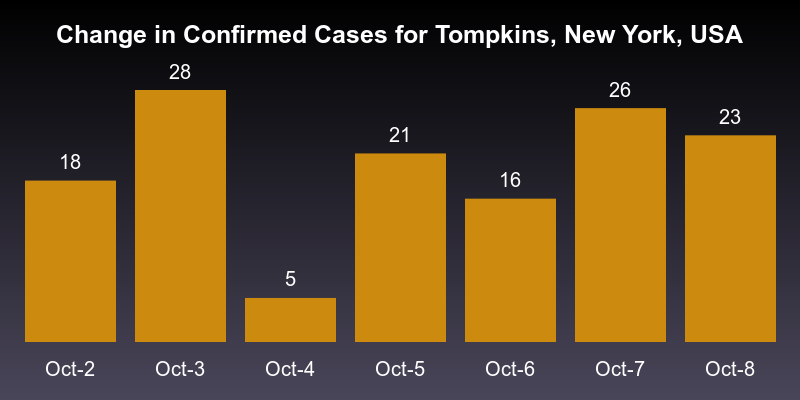 Change in Confirmed Cases for Tompkins, New York, USA
18
28
5
21
16
26
23
Oct-2
Oct-3
Oct-4
Oct-5
Oct-6
Oct-7
Oct-8